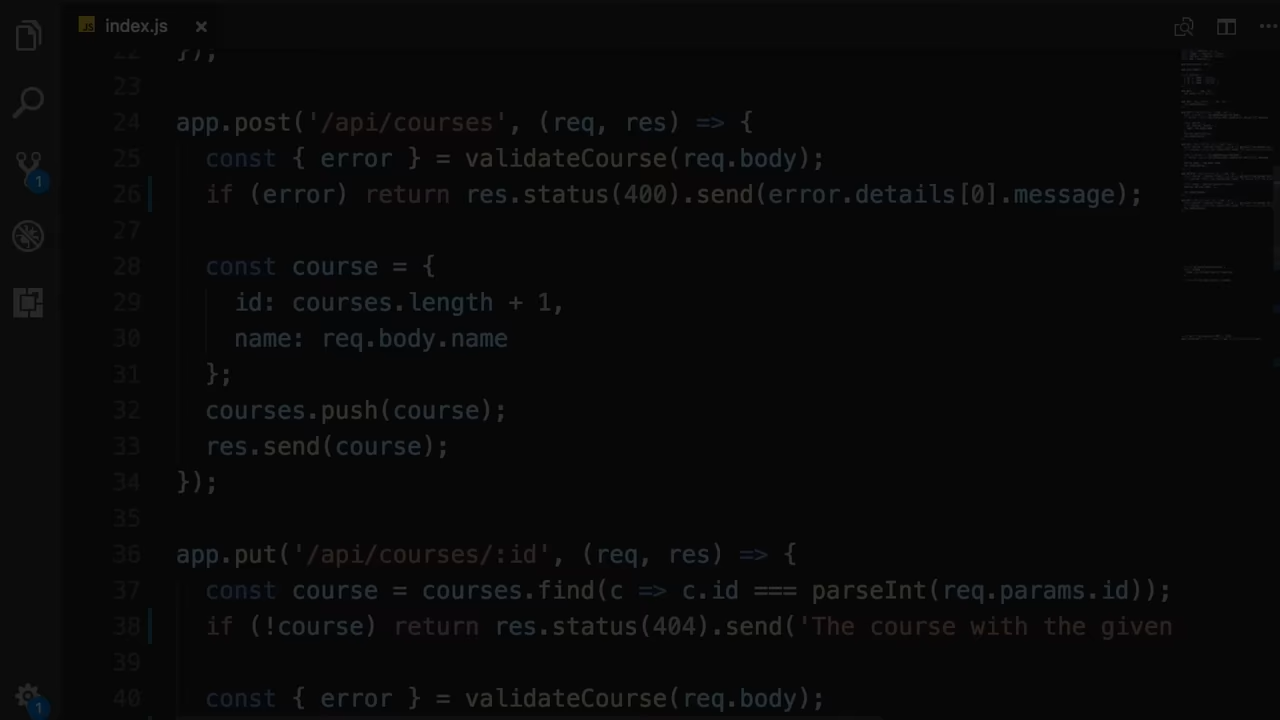 index.js
22 });
23
24 app.post('/api/courses', (req, res) => {
25 const { error } = validateCourse(req.body);
26 if (error) return res.status(400).send(error.details[0].message);
27
28 const course = {
29 id: courses.length + 1,
30 name: req.body.name
31 };
32 courses.push(course);
33 res.send(course);
34 });
35
36 app.put('/api/courses/:id', (req, res) => {
37 const course = courses.find(c => c.id === parseInt(req.params.id));
38 if (!course) return res.status(404).send('The course with the given
39
40 const { error } = validateCourse(req.body);
1
1